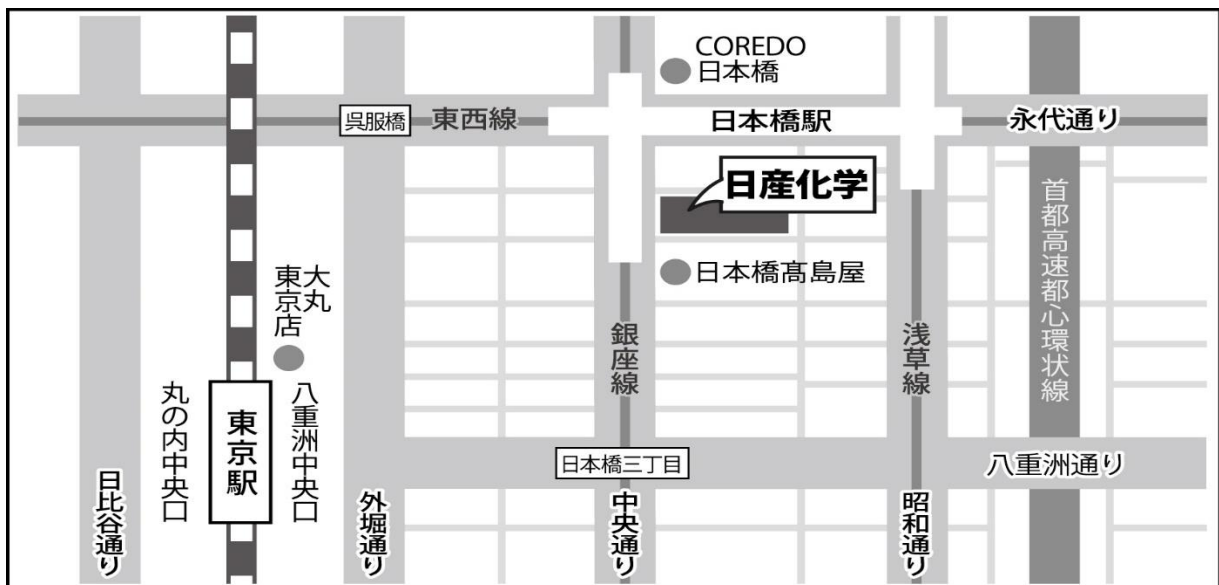 COREDO
日本橋
呉服橋
東西線
日本橋駅
永代通り
日産化学
首都高速都心環状線
日本橋髙島屋
大丸
東京店
銀座線
浅草線
丸の内中央口
東京駅
八重洲中央口
日本橋三丁目
八重洲通り
日比谷通り
外堀通り
中央通り
昭和通り